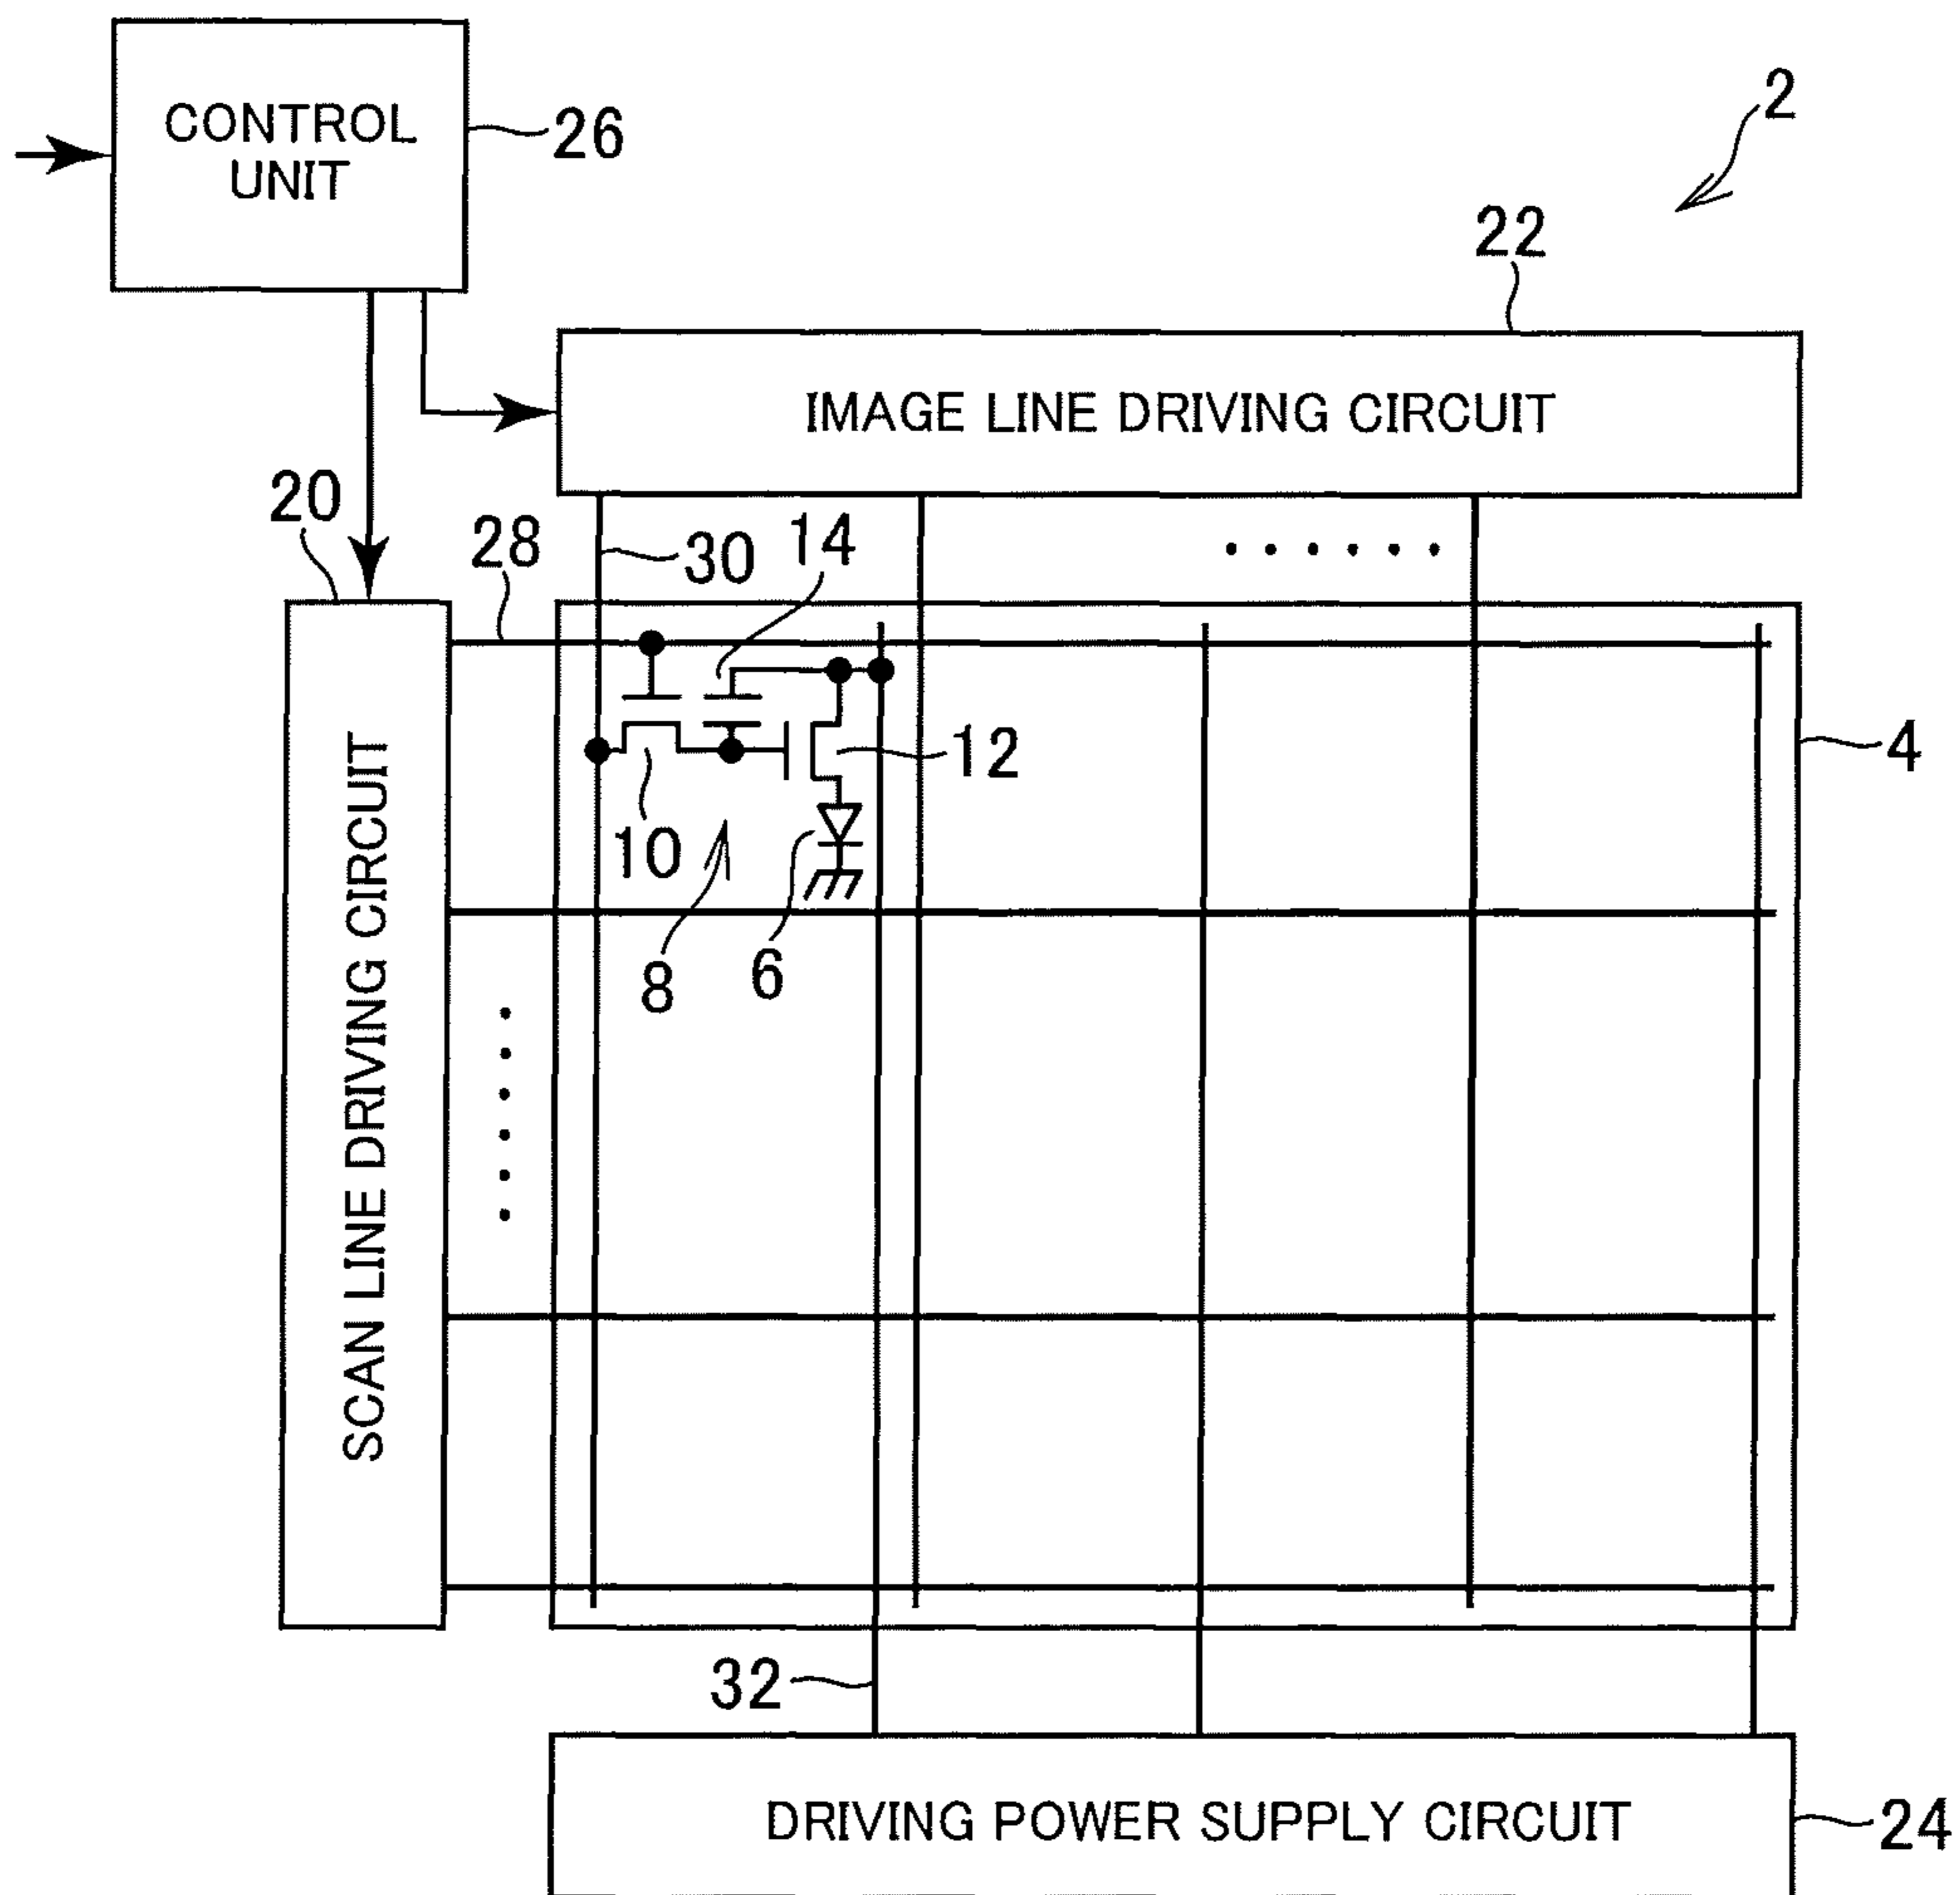 CONTROL
UNIT
26
2
22
IMAGE LINE DRIVING CIRCUIT
20
28
30
14
SCAN LINE DRIVING CIRCUIT
12
4
10
8
6
32
DRIVING POWER SUPPLY CIRCUIT
24